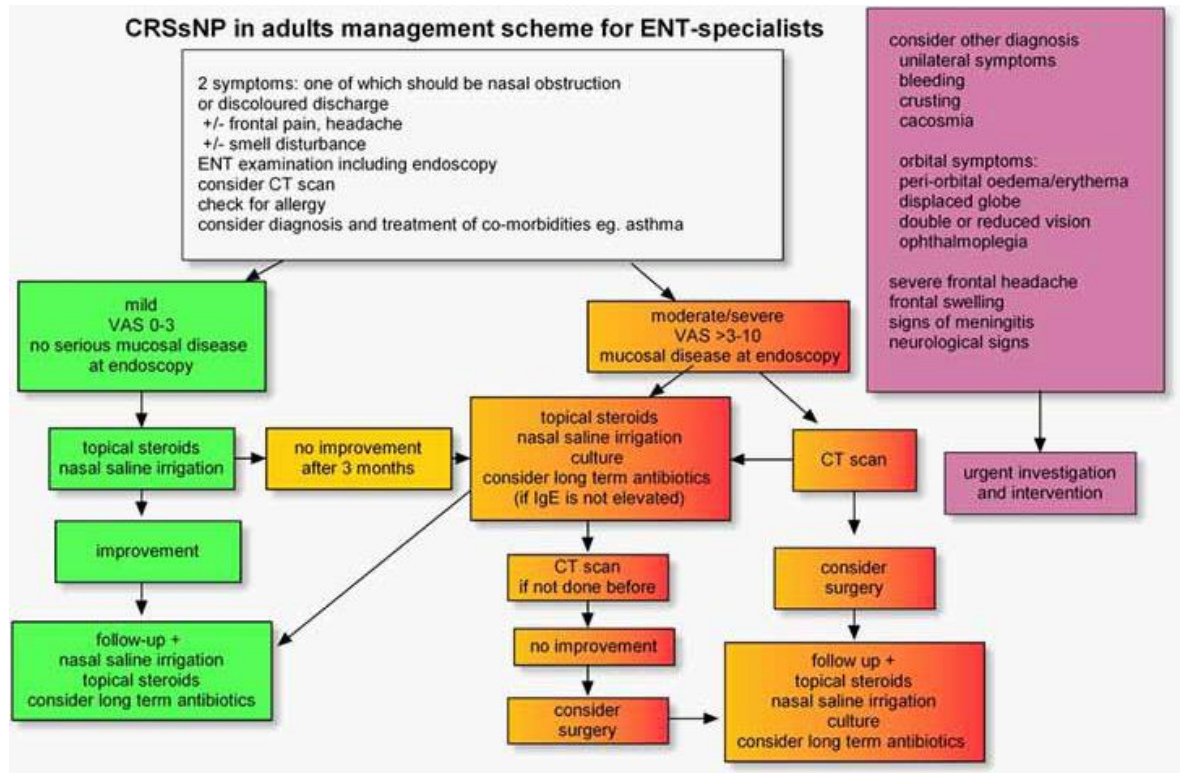 CRSsNP in adults management scheme for ENT-specialists
2 symptoms: one of which should be nasal obstruction
or discoloured discharge
+/- frontal pain, headache
+/- smell disturbance
ENT examination including endoscopy
consider CT scan
check for allergy
consider diagnosis and treatment of co-morbidities eg. asthma
consider other diagnosis
unilateral symptoms
bleeding
crusting
cacosmia
orbital symptoms:
peri-orbital oedema/erythema
displaced globe
double or reduced vision
ophthalmoplegia
severe frontal headache
frontal swelling
signs of meningitis
neurological signs
mild
VAS 0-3
no serious mucosal disease
at endoscopy
moderate/severe
VAS >3-10
mucosal disease at endoscopy
topical steroids
nasal saline irrigation
no improvement
after 3 months
topical steroids
nasal saline irrigation
culture
consider long term antibiotics
(if IgE is not elevated)
CT scan
urgent investigation
and intervention
improvement
CT scan
if not done before
consider
surgery
follow-up +
nasal saline irrigation
topical steroids
consider long term antibiotics
no improvement
consider
surgery
follow up +
topical steroids
nasal saline irrigation
culture
consider long term antibiotics